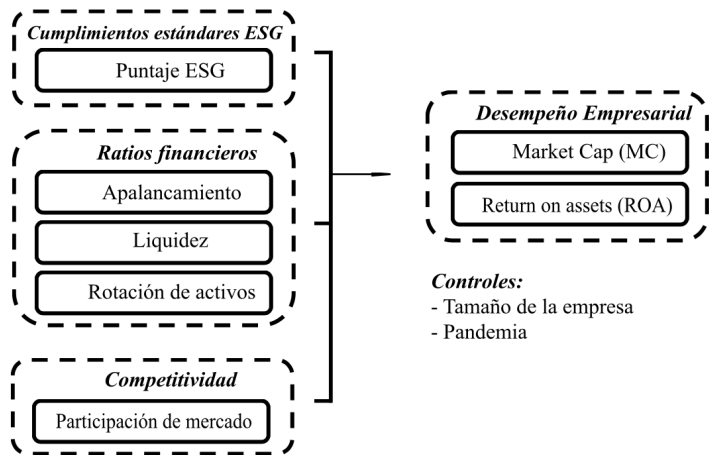 Cumplimientos estándares ESG
Puntaje ESG
Ratios financieros
Apalancamiento
Liquidez
Rotación de activos
Competitividad
Participación de mercado
Desempeño Empresarial
Market Cap (MC)
Return on assets (ROA)
Controles:
- Tamaño de la empresa
- Pandemia